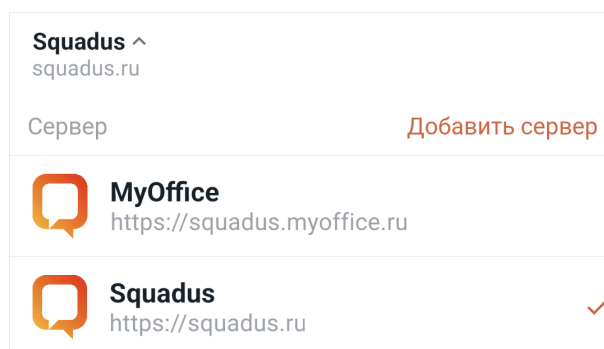 Squadus
squadus.ru
Сервер Добавить сервер
MyOffice
https://squadus.myoffice.ru
Squadus
https://squadus.ru